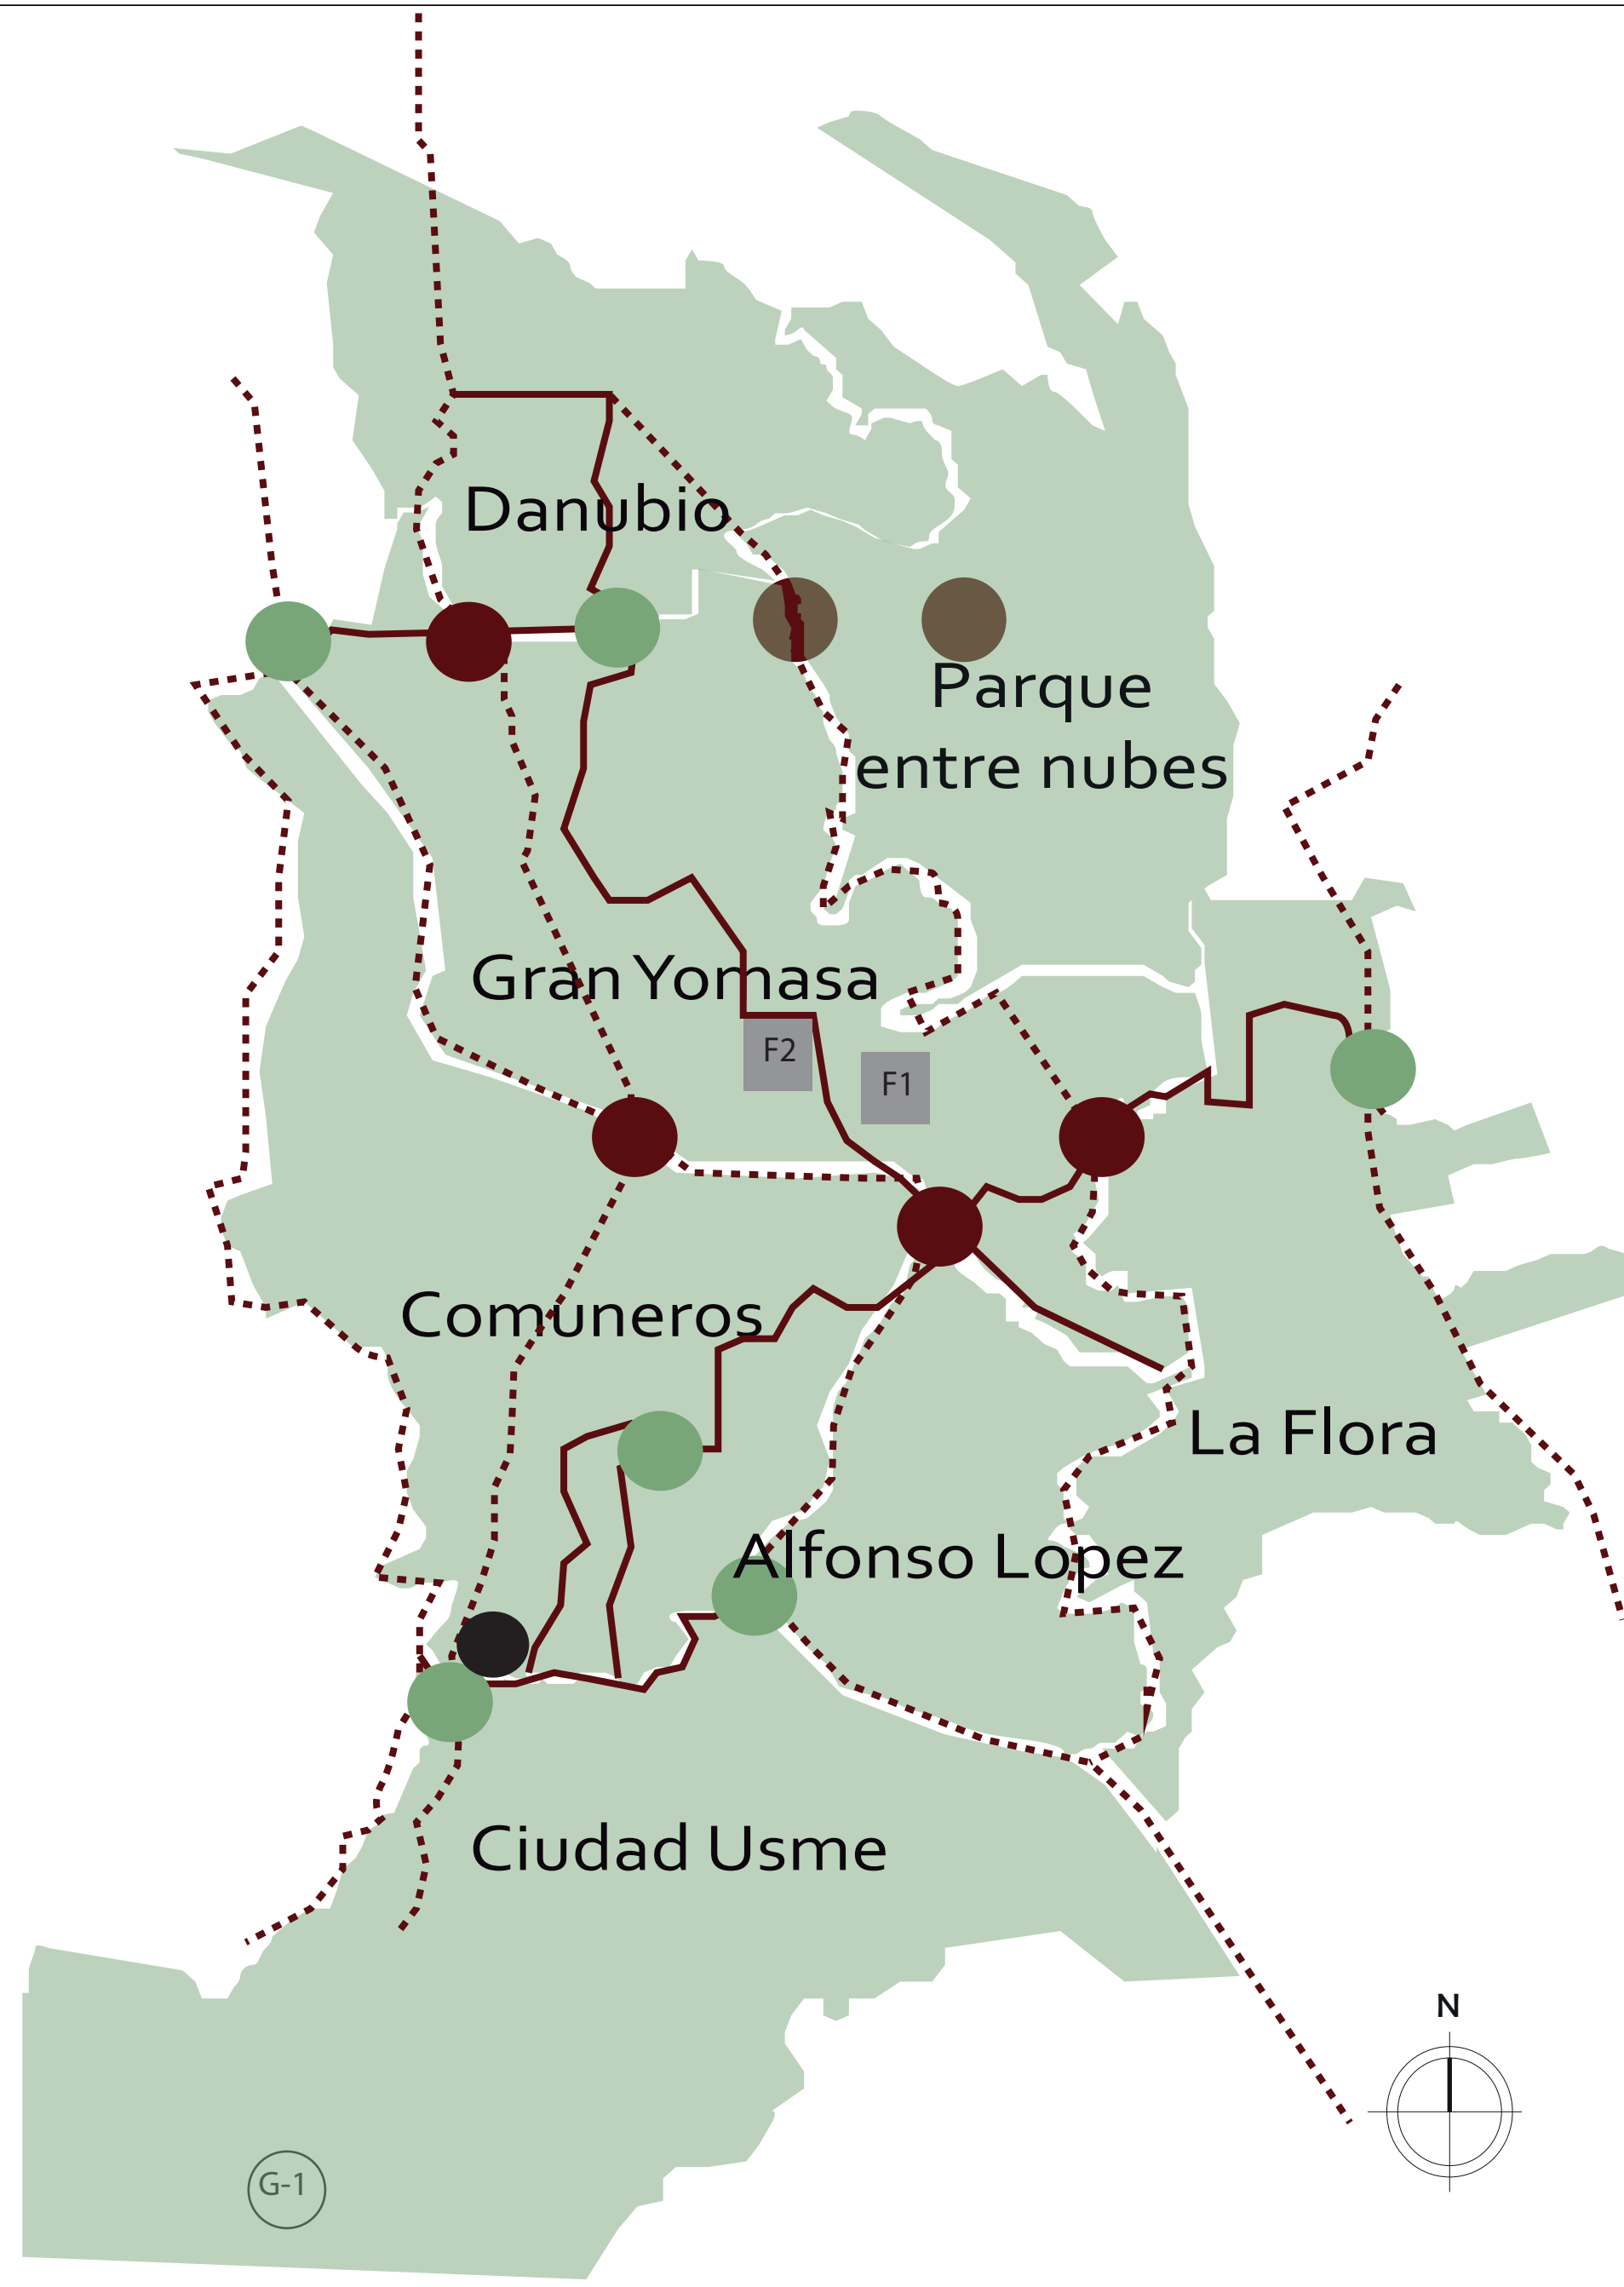 Danubio
Parque
entre nubes
Gran Yomasa
F2
F1
Comuneros
La Flora
Alfonso Lopez
Ciudad Usme
N
G-1